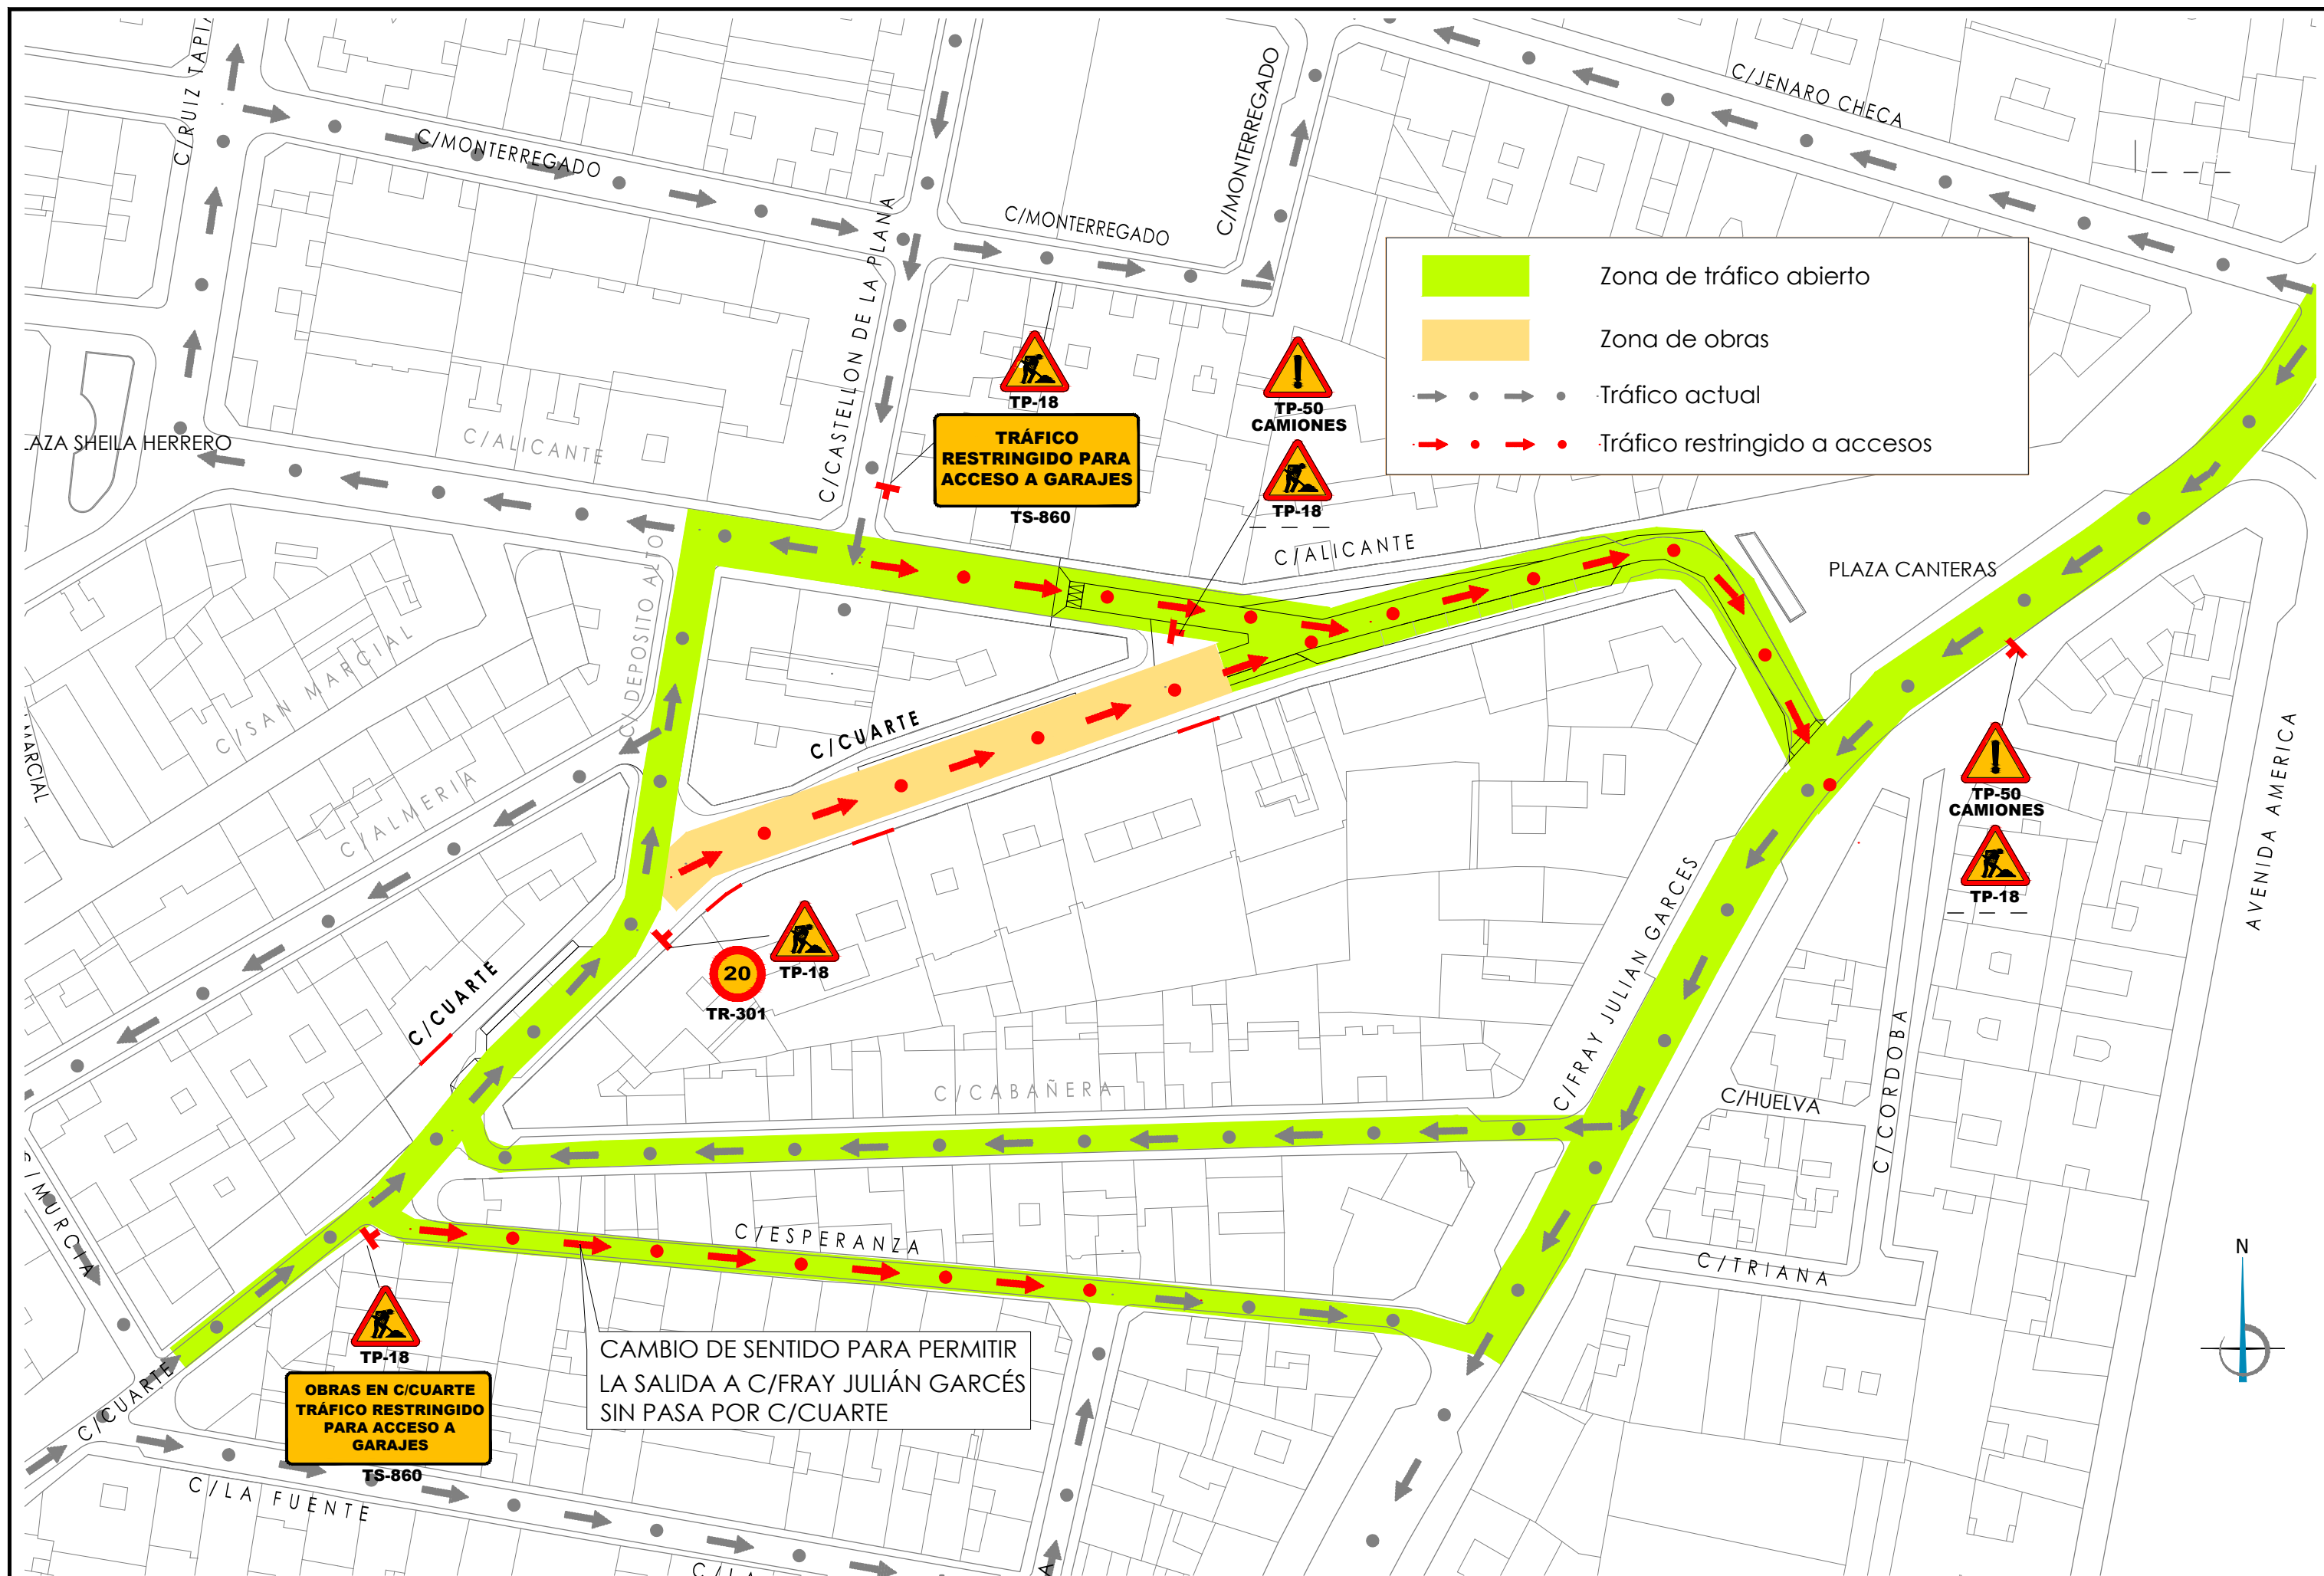 C/RUIZ TAPIA
C/MONTERREGADO
C/MONTERREGADO
C/MONTERREGADO
C/JENARO CHECA
Zona de tráfico abierto
Zona de obras
Tráfico actual
Tráfico restringido a accesos
C/CASTELLON DE LA PLANA
TP-18
TRÁFICO
RESTRINGIDO PARA
ACCESO A GARAJES
TS-860
TP-50
CAMIONES
TP-18
LAZA SHEILA HERRERO
C/ALICANTE
C/ALICANTE
PLAZA CANTERAS
C/DEPOSITO ALTO
C/SAN MARCIAL
MARCIAL
C/ALMERIA
C/CUARTE
TP-50
CAMIONES
TP-18
AVENIDA AMERICA
C/CUARTE
20
TR-301
TP-18
C/FRAY JULIAN GARCES
C/CORDOBA
C/CABAÑERA
C/HUELVA
C/MURCIA
C/ESPERANZA
C/TRIANA
N
TP-18
CAMBIO DE SENTIDO PARA PERMITIR
LA SALIDA A C/FRAY JULIÁN GARCÉS
SIN PASA POR C/CUARTE
C/CUARTE
OBRAS EN C/CUARTE
TRÁFICO RESTRINGIDO
PARA ACCESO A
GARAJES
TS-860
C/LA FUENTE
C/LA